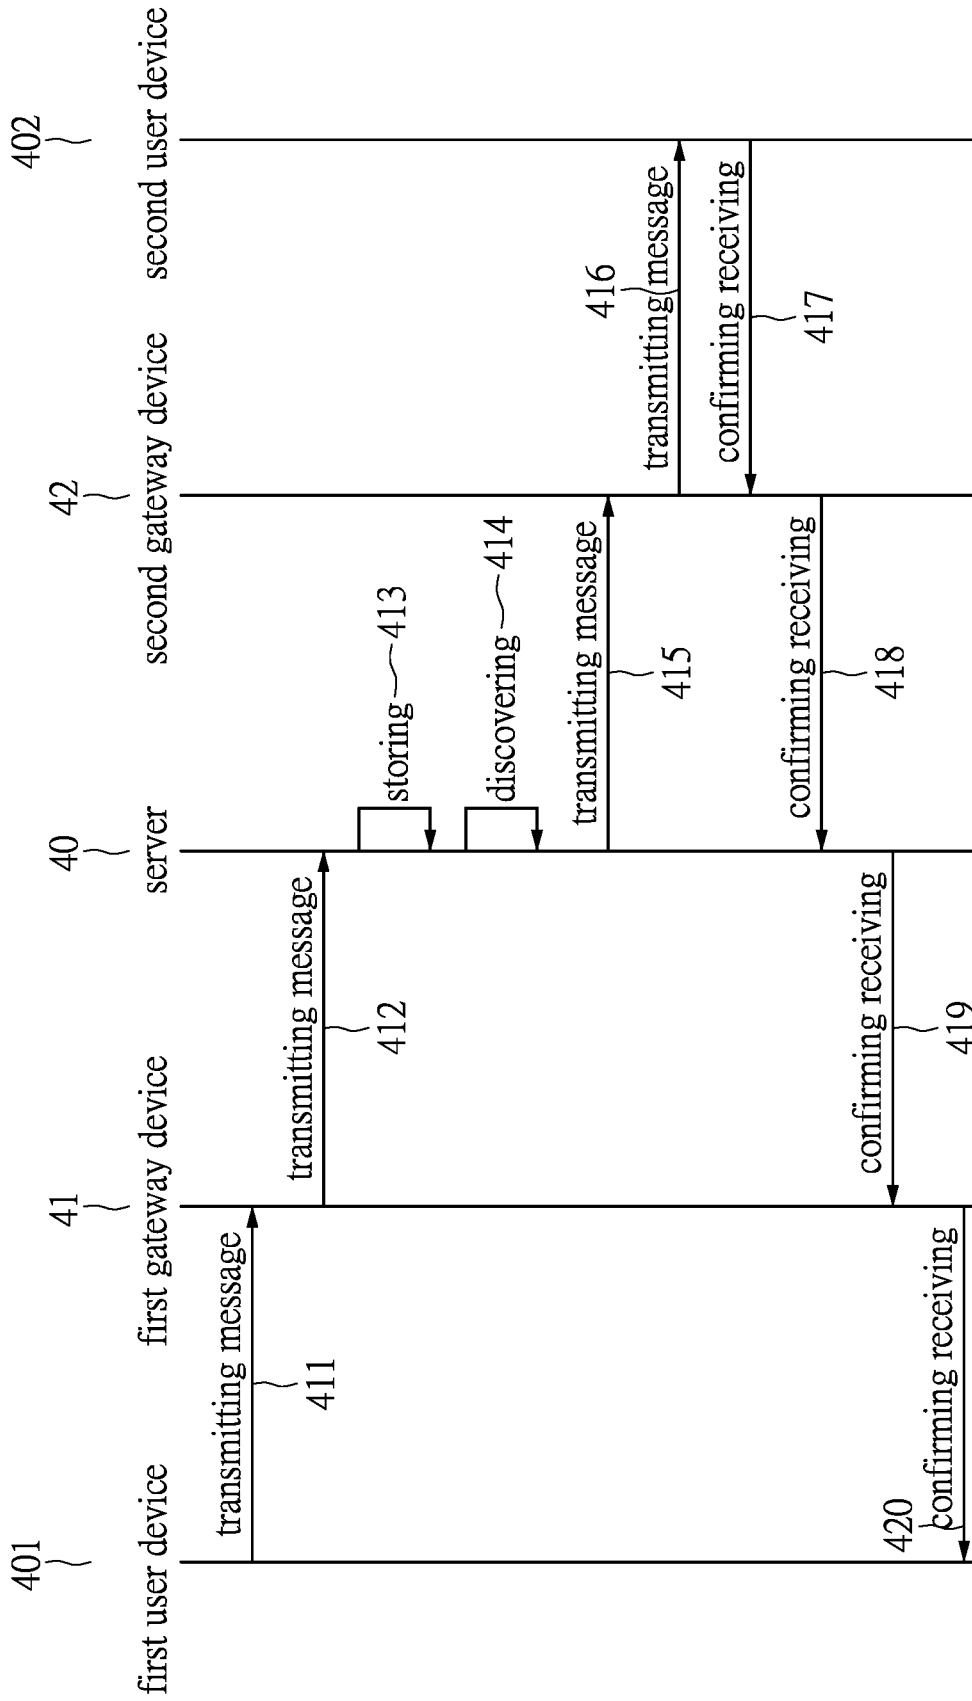 401
41
40
42
402
first user device
first gateway device
server
second gateway device
second user device
transmitting message
411
transmitting message
412
storing
413
discovering
414
transmitting message
415
transmitting message
416
confirming receiving
417
confirming receiving
418
confirming receiving
419
confirming receiving
420